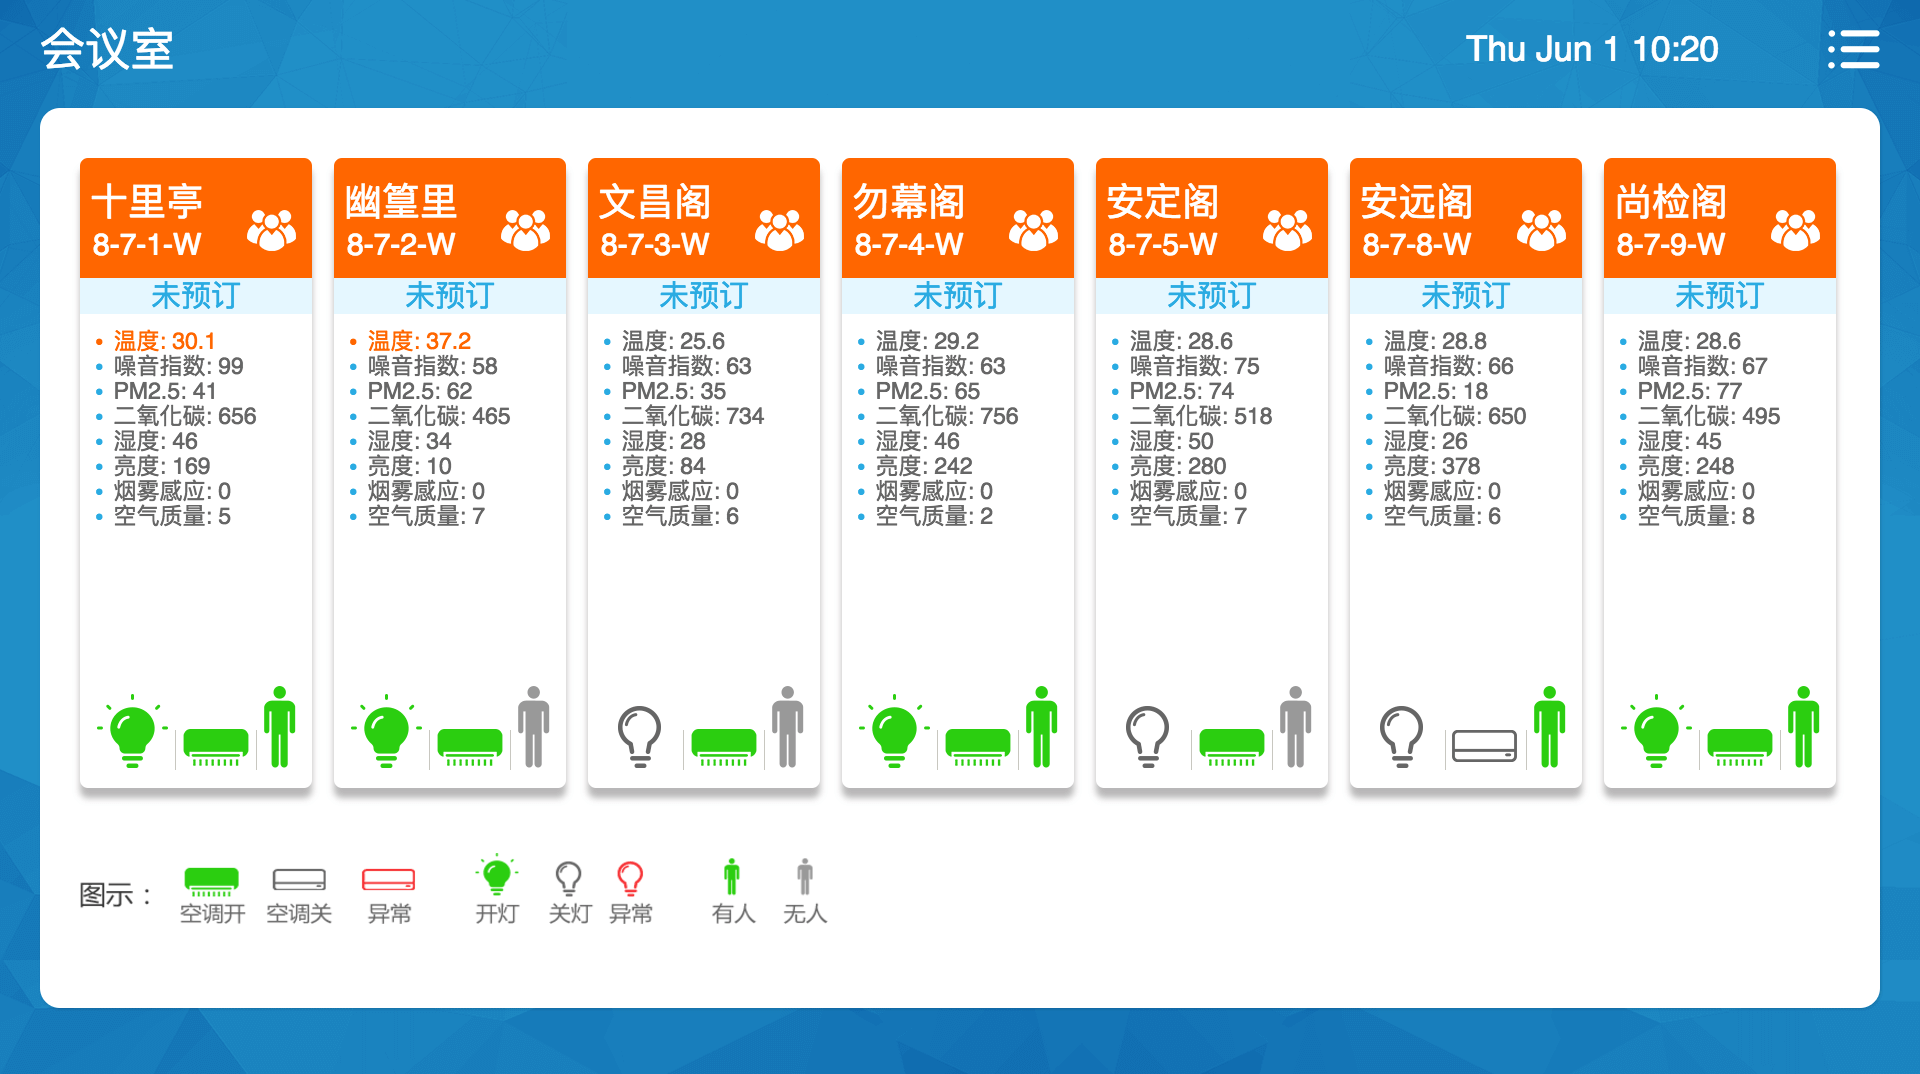 会议室
Thu Jun 1 10:20
十里亭
8-7-1-W
未预订
温度: 30.1
噪音指数: 99
PM2.5: 41
二氧化碳: 656
湿度: 46
亮度: 169
烟雾感应: 0
空气质量: 5
幽篁里
8-7-2-W
未预订
温度: 37.2
噪音指数: 58
PM2.5: 62
二氧化碳: 465
湿度: 34
亮度: 10
烟雾感应: 0
空气质量: 7
文昌阁
8-7-3-W
未预订
温度: 25.6
噪音指数: 63
PM2.5: 35
二氧化碳: 734
湿度: 28
亮度: 84
烟雾感应: 0
空气质量: 6
勿幕阁
8-7-4-W
未预订
温度: 29.2
噪音指数: 63
PM2.5: 65
二氧化碳: 756
湿度: 46
亮度: 242
烟雾感应: 0
空气质量: 2
安定阁
8-7-5-W
未预订
温度: 28.6
噪音指数: 75
PM2.5: 74
二氧化碳: 518
湿度: 50
亮度: 280
烟雾感应: 0
空气质量: 7
安远阁
8-7-8-W
未预订
温度: 28.8
噪音指数: 66
PM2.5: 18
二氧化碳: 650
湿度: 26
亮度: 378
烟雾感应: 0
空气质量: 6
尚检阁
8-7-9-W
未预订
温度: 28.6
噪音指数: 67
PM2.5: 77
二氧化碳: 495
湿度: 45
亮度: 248
烟雾感应: 0
空气质量: 8
图示：
空调开 空调关 异常 开灯 关灯 异常 有人 无人